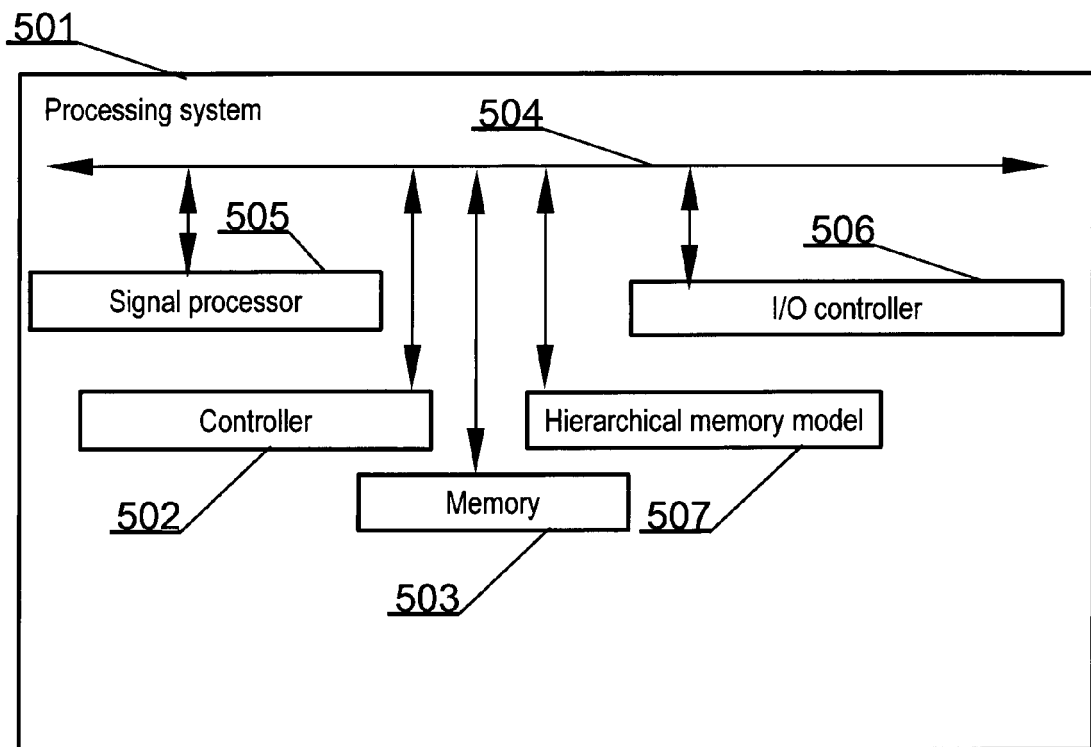 501
Processing system
504
505
506
Signal processor
I/O controller
Controller
Hierarchical memory model
502
Memory
507
503